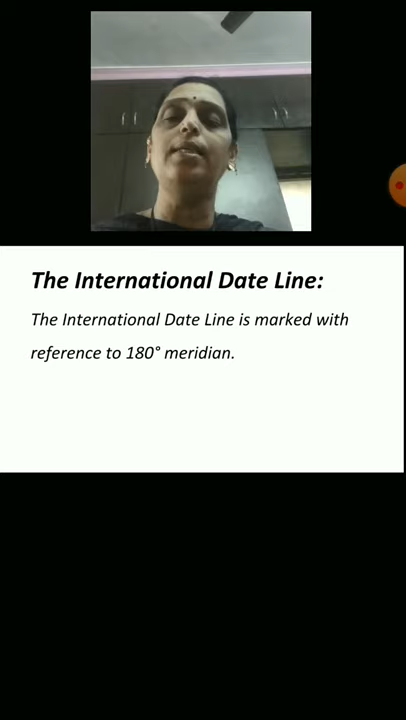 The International Date Line:
The International Date Line is marked with
reference to 180° meridian.